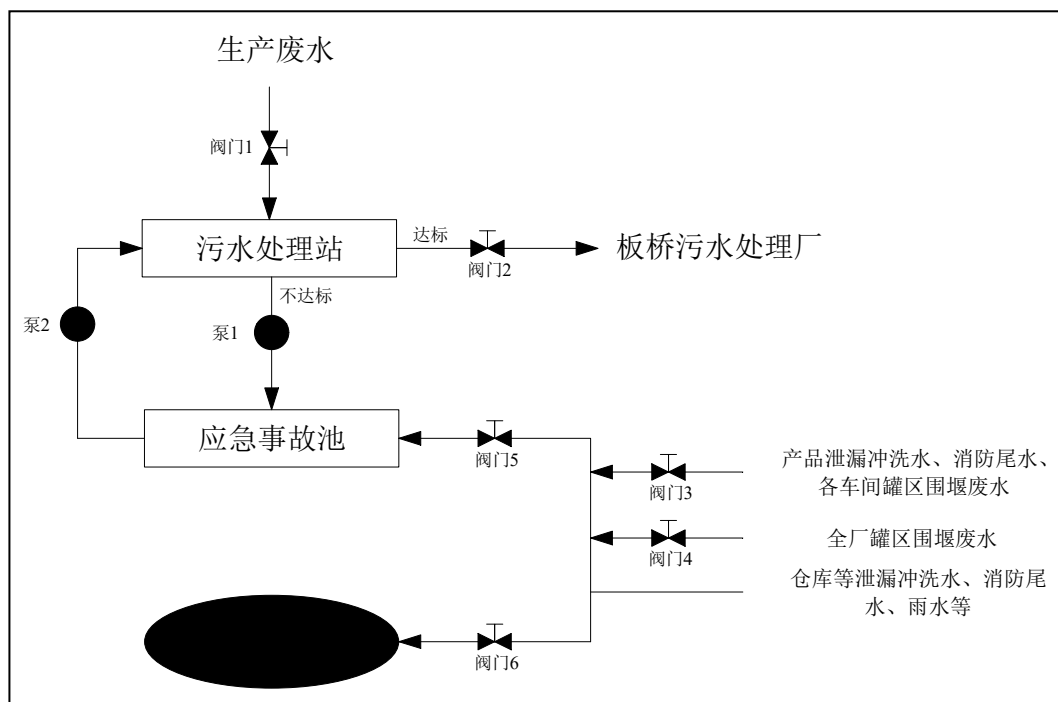 生产废水
阀门1
污水处理站
达标
阀门2
板桥污水处理厂
不达标
泵2
泵1
应急事故池
阀门5
产品泄漏冲洗水、消防尾水、
各车间罐区围堰废水
阀门3
阀门4
全厂罐区围堰废水
仓库等泄漏冲洗水、消防尾
水、雨水等
阀门6